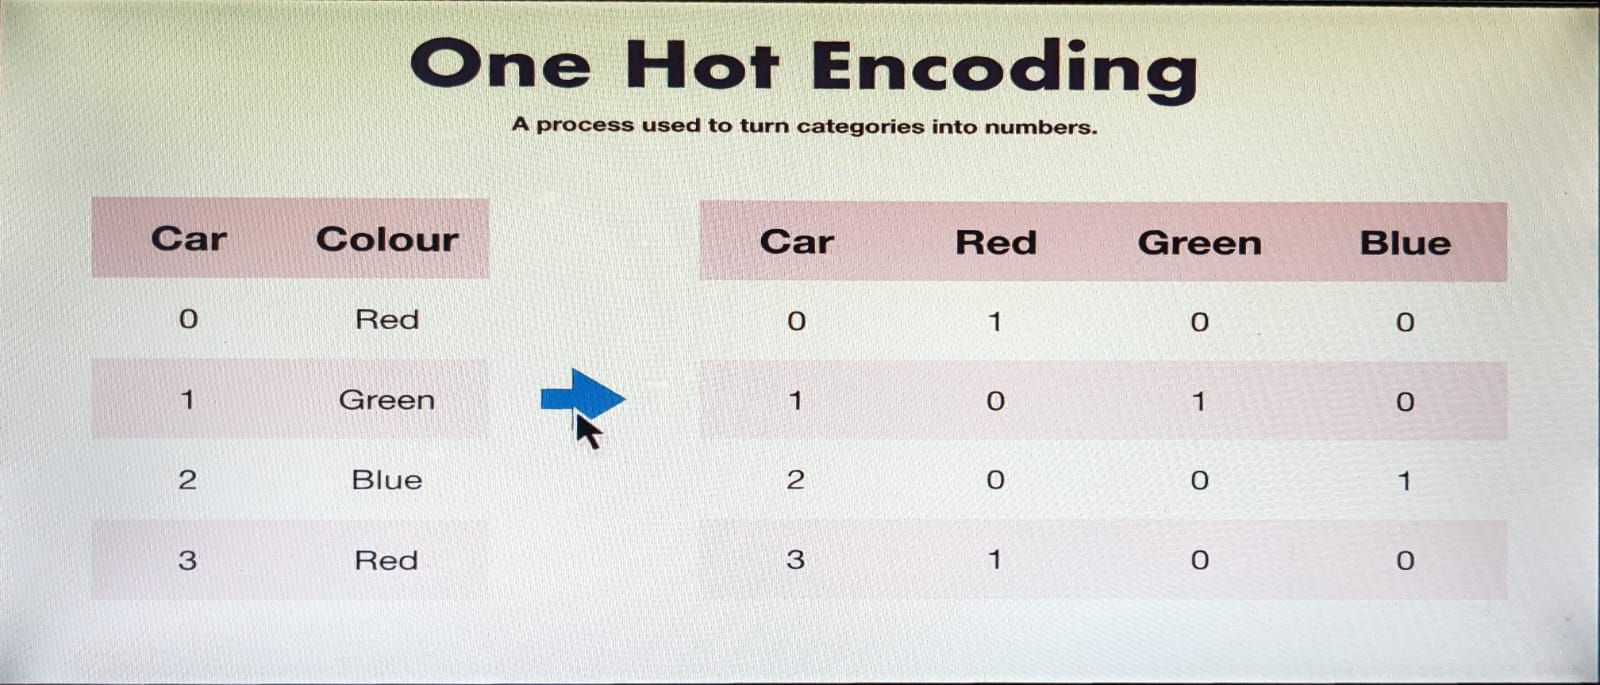 One Hot Encoding
A process used to turn categories into numbers.
Car Colour
0 Red
1 Green
2 Blue
3 Red
Car Red Green Blue
0 1 0 0
1 0 1 0
2 0 0 1
3 1 0 0